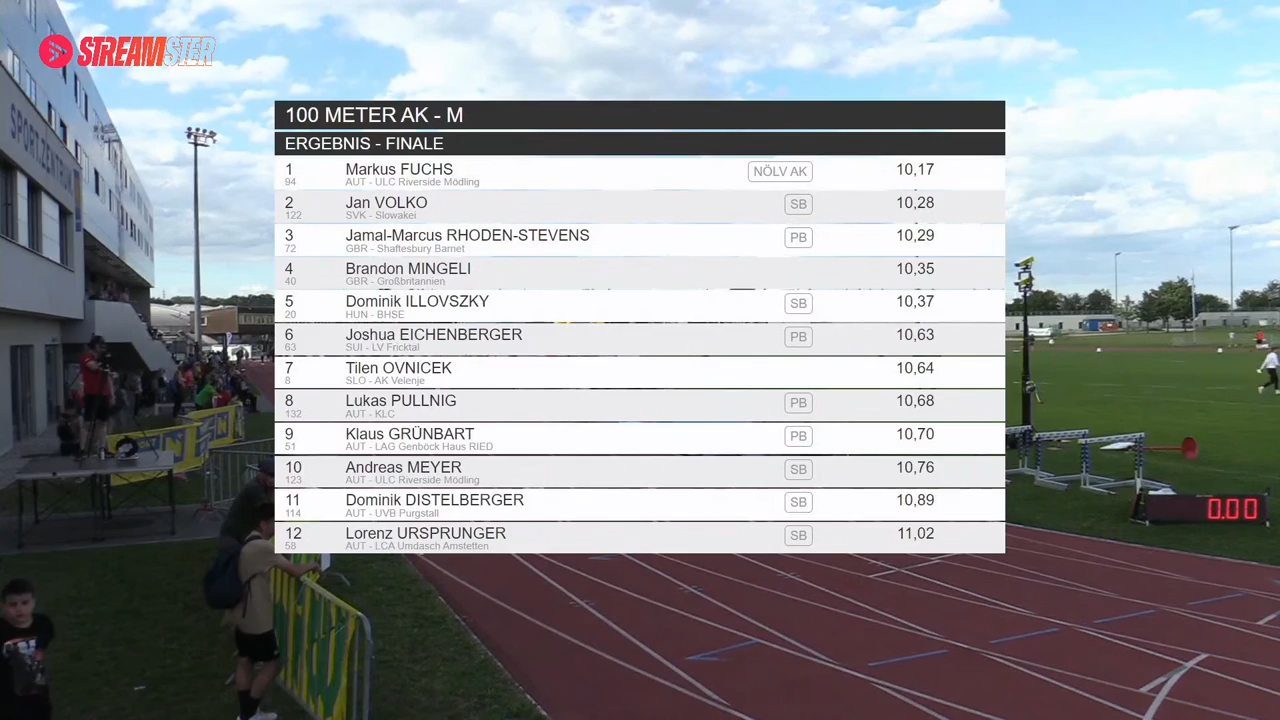 STREAMSTER
SPORT.ZENTRUM
100 METER AK - M
ERGEBNIS - FINALE
1 Markus FUCHS NÖLV AK 10,17
94 AUT - ULC Riverside Mödling
2 Jan VOLKO SB 10,28
122 SVK - Slowakei
3 Jamal-Marcus RHODEN-STEVENS PB 10,29
72 GBR - Shaftesbury Barnet
4 Brandon MINGELI 10,35
40 GBR - Großbritannien
5 Dominik ILLOVSZKY SB 10,37
20 HUN - BHSE
6 Joshua EICHENBERGER PB 10,63
63 SUI - LV Fricktal
7 Tilen OVNICEK 10,64
8 SLO - AK Velenje
8 Lukas PULLNIG PB 10,68
132 AUT - KLC
9 Klaus GRÜNBART PB 10,70
51 AUT - LAG Genböck Haus RIED
10 Andreas MEYER SB 10,76
123 AUT - ULC Riverside Mödling
11 Dominik DISTELBERGER SB 10,89
114 AUT - UVB Purgstall
12 Lorenz URSPRUNGER SB 11,02
58 AUT - LCA Umdasch Amstetten
0.00